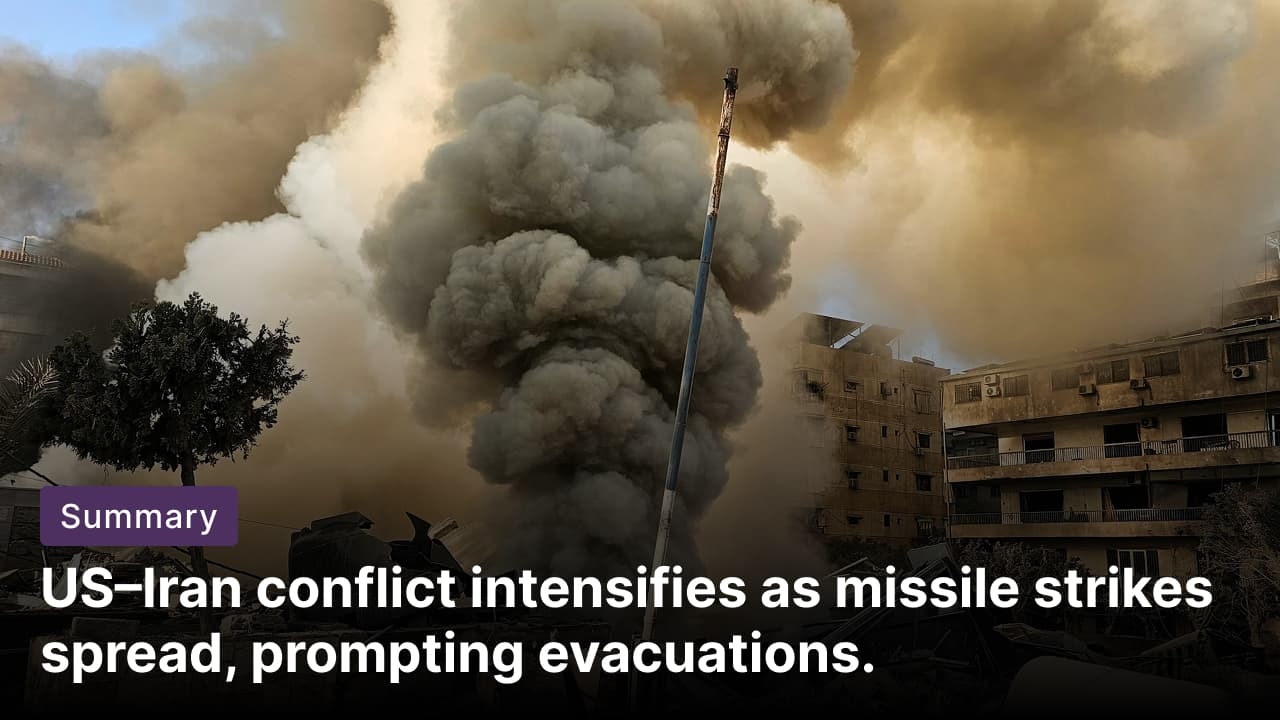 Summary
US–Iran conflict intensifies as missile strikes
spread, prompting evacuations.